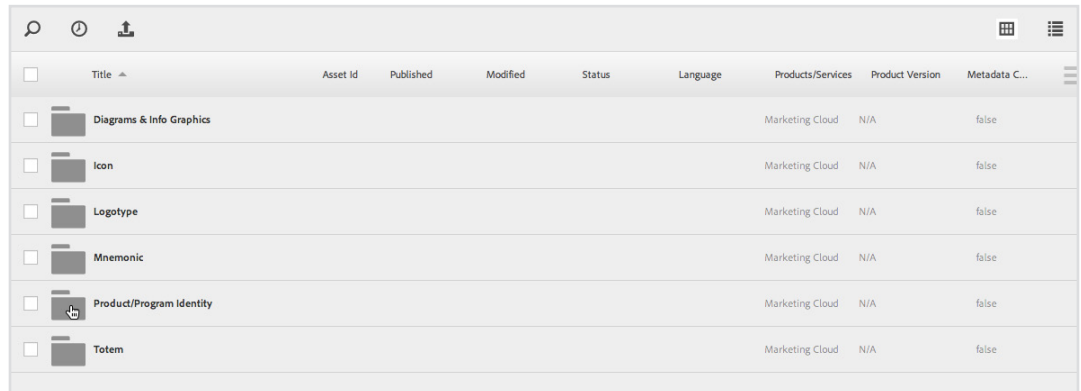 Title Asset Id Published Modified Status Language Products/Services Product Version Metadata C...
Diagrams & Info Graphics Marketing Cloud N/A false
Icon Marketing Cloud N/A false
Logotype Marketing Cloud N/A false
Mnemonic Marketing Cloud N/A false
Product/Program Identity Marketing Cloud N/A false
Totem Marketing Cloud N/A false